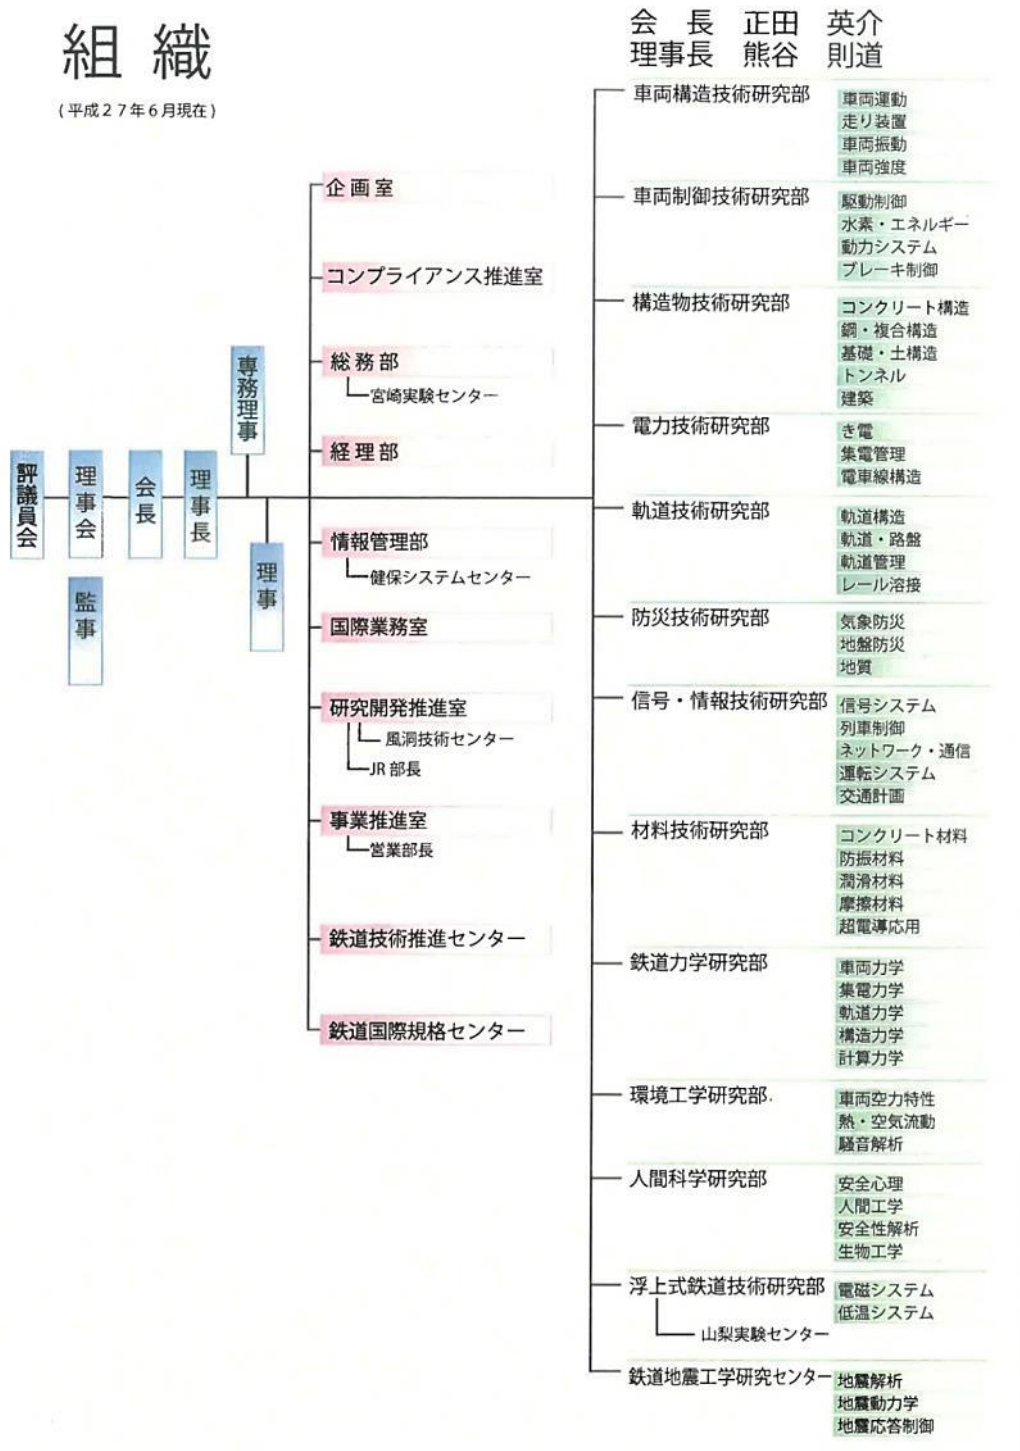 組織
(平成27年6月現在)
会長 正田 英介
理事長 熊谷 則道
評議員会
理事会
監事
会長
理事長
専務理事
理事
企画室
コンプライアンス推進室
総務部
宮崎実験センター
経理部
情報管理部
健保システムセンター
国際業務室
研究開発推進室
風洞技術センター
JR部長
事業推進室
営業部長
鉄道技術推進センター
鉄道国際規格センター
車両構造技術研究部
車両運動
走り装置
車両振動
車両強度
車両制御技術研究部
駆動制御
水素・エネルギー
動力システム
ブレーキ制御
構造物技術研究部
コンクリート構造
鋼・複合構造
基礎・土構造
トンネル
建築
電力技術研究部
き電
集電管理
電車線構造
軌道技術研究部
軌道構造
軌道・路盤
軌道管理
レール溶接
防災技術研究部
気象防災
地盤防災
地質
信号・情報技術研究部
信号システム
列車制御
ネットワーク・通信
運転システム
交通計画
材料技術研究部
コンクリート材料
防振材料
潤滑材料
摩擦材料
超電導応用
鉄道力学研究部
車両力学
集電力学
軌道力学
構造力学
計算力学
環境工学研究部
車両空力特性
熱・空気流動
騒音解析
人間科学研究部
安全心理
人間工学
安全性解析
生物工学
浮上式鉄道技術研究部
山梨実験センター
電磁システム
低温システム
鉄道地震工学研究センター
地震解析
地震動力学
地震応答制御